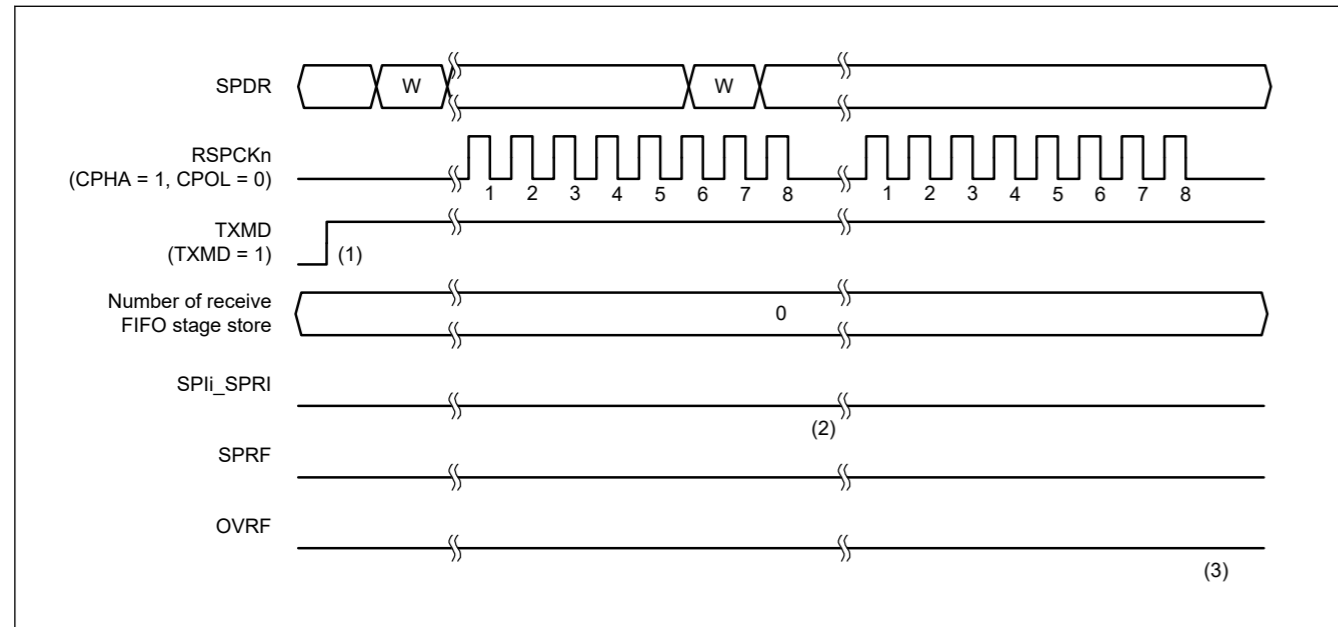 SPDR
W
W
RSPCKn
(CPHA = 1, CPOL = 0)
1 2 3 4 5 6 7 8
1 2 3 4 5 6 7 8
TXMD
(TXMD = 1)
(1)
Number of receive
FIFO stage store
0
SPIi_SPRI
(2)
SPRF
OVRF
(3)